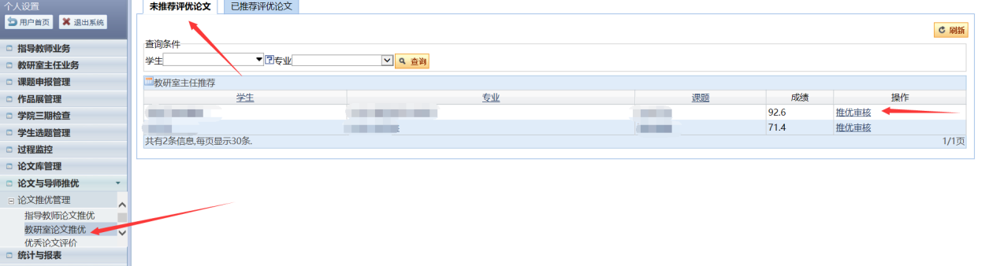 个人设置
用户首页 退出系统
指导教师业务
教研室主任业务
课题申报管理
作品展管理
学院三期检查
学生选题管理
过程监控
论文库管理
论文与导师推优
论文推优管理
指导教师论文推优
教研室论文推优
优秀论文评价
统计与报表
未推荐评优论文 已推荐评优论文
刷新
查询条件
学生 ? 专业 查询
教研室主任推荐
学生 专业 课题 成绩 操作
92.6 推优审核
71.4 推优审核
共有2条信息,每页显示30条. 1/1页